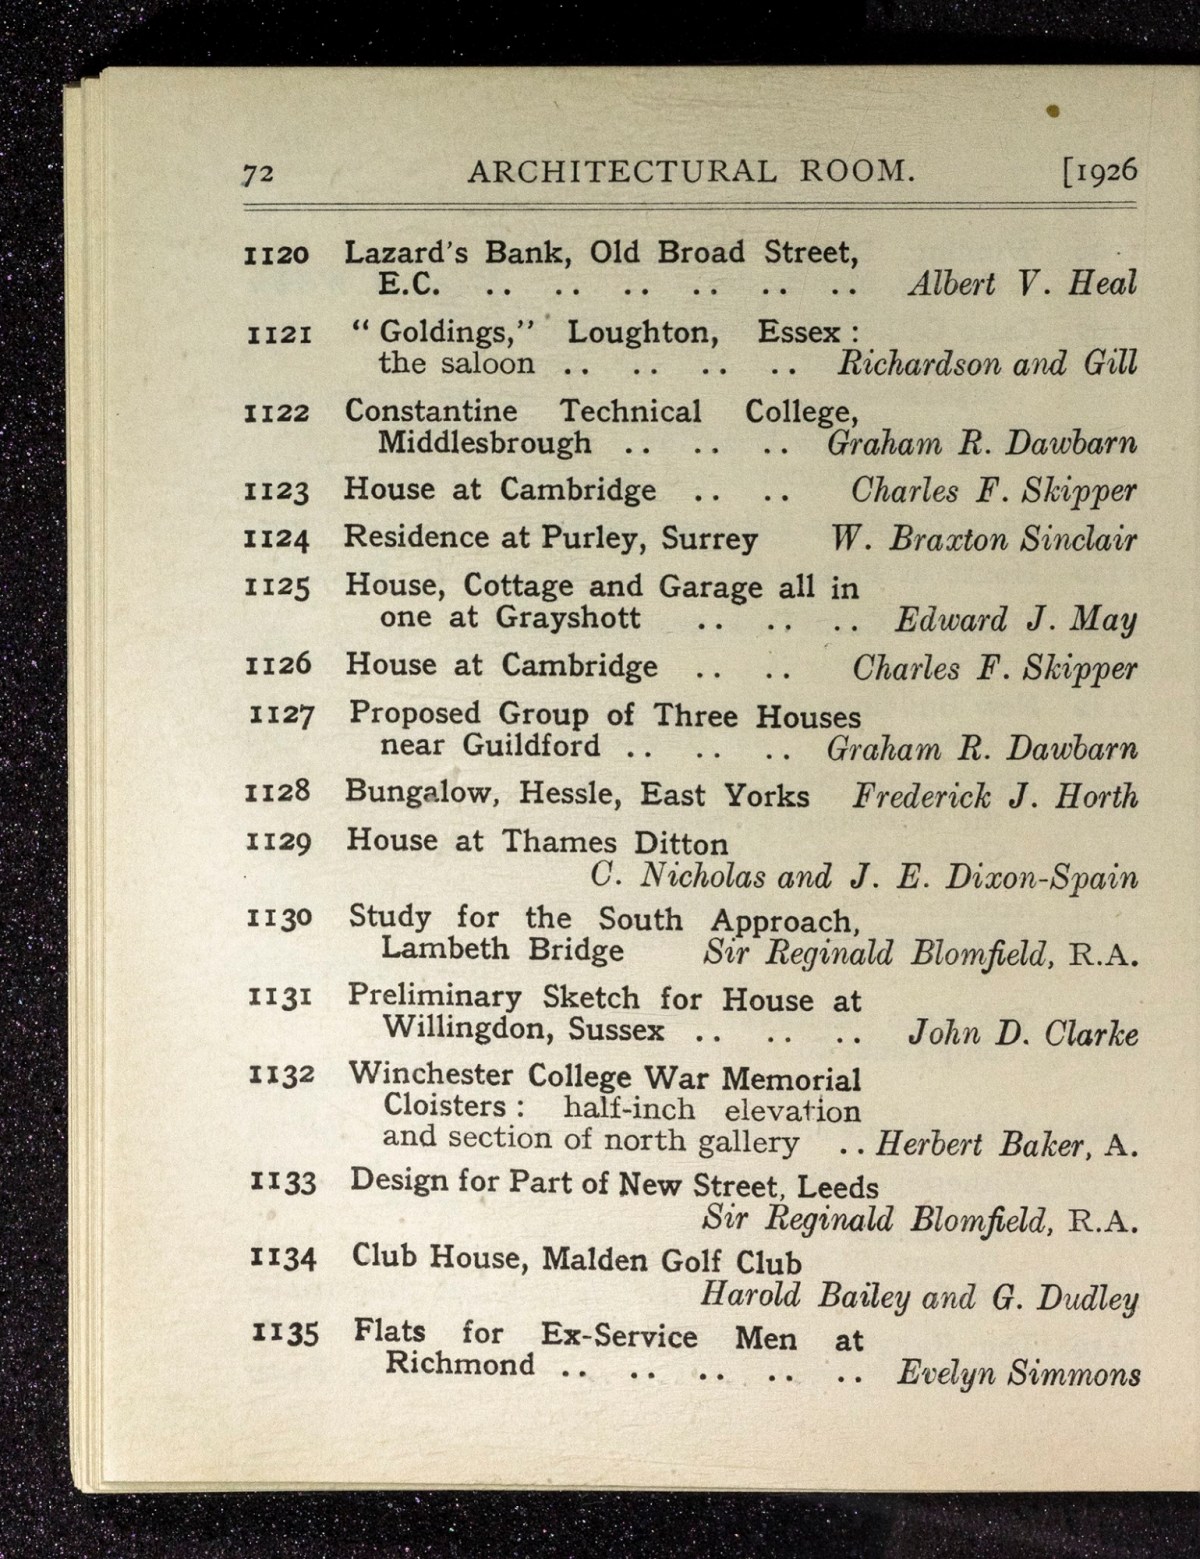 72 ARCHITECTURAL ROOM. [1926
1120 Lazard's Bank, Old Broad Street,
E.C. .. .. .. .. .. .. Albert V. Heal
1121 "Goldings," Loughton, Essex :
the saloon .. .. .. .. Richardson and Gill
1122 Constantine Technical College,
Middlesbrough .. .. .. Graham R. Dawbarn
1123 House at Cambridge .. .. Charles F. Skipper
1124 Residence at Purley, Surrey W. Braxton Sinclair
1125 House, Cottage and Garage all in
one at Grayshott .. .. .. Edward J. May
1126 House at Cambridge .. .. Charles F. Skipper
1127 Proposed Group of Three Houses
near Guildford .. .. .. Graham R. Dawbarn
1128 Bungalow, Hessle, East Yorks Frederick J. Horth
1129 House at Thames Ditton
C. Nicholas and J. E. Dixon-Spain
1130 Study for the South Approach,
Lambeth Bridge Sir Reginald Blomfield, R.A.
1131 Preliminary Sketch for House at
Willingdon, Sussex .. .. .. John D. Clarke
1132 Winchester College War Memorial
Cloisters : half-inch elevation
and section of north gallery .. Herbert Baker, A.
1133 Design for Part of New Street, Leeds
Sir Reginald Blomfield, R.A.
1134 Club House, Malden Golf Club
Harold Bailey and G. Dudley
1135 Flats for Ex-Service Men at
Richmond .. .. .. .. .. Evelyn Simmons